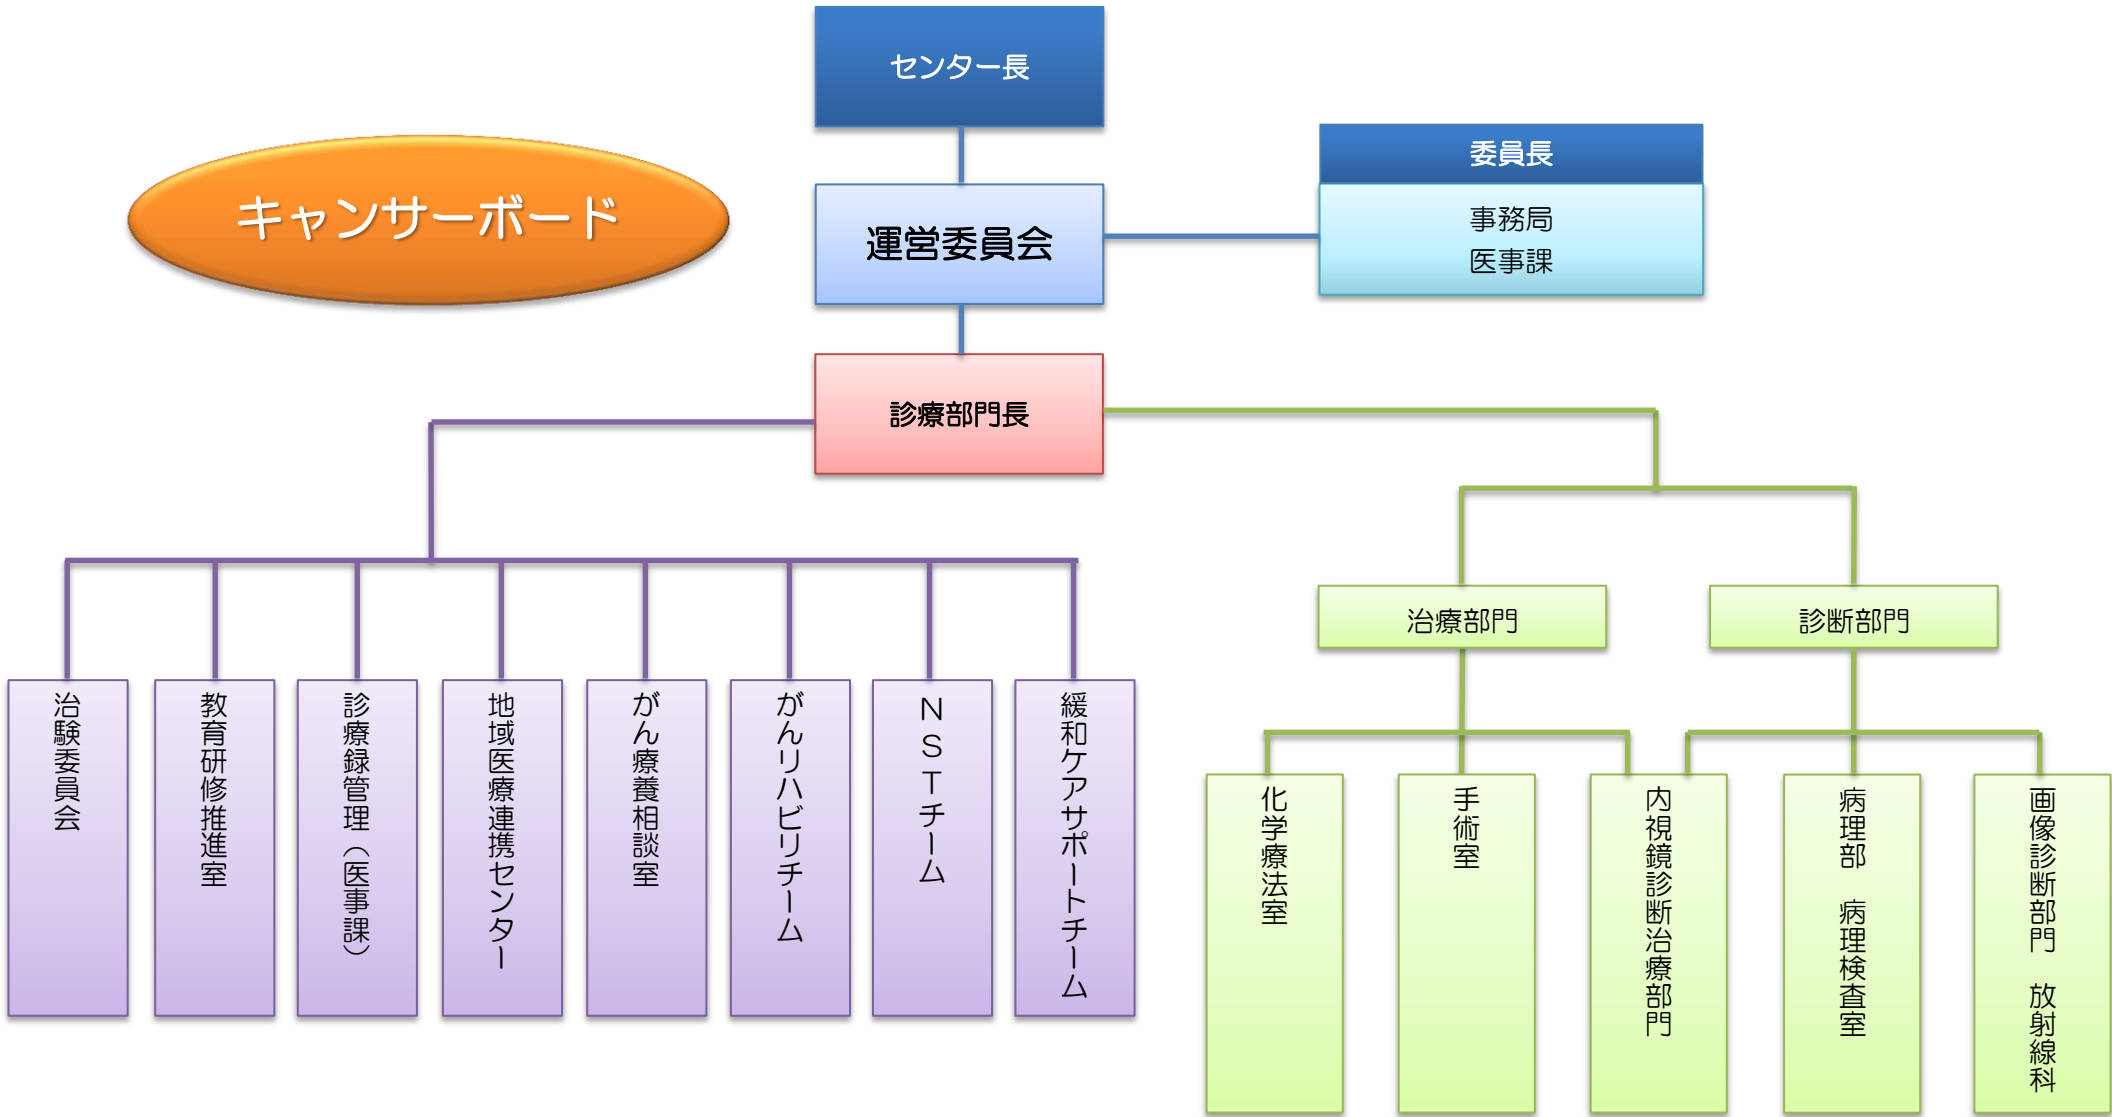 センター長
キャンサーボード
運営委員会
委員長
事務局
医事課
診療部門長
治療部門
診断部門
治験委員会
教育研修推進室
診療録管理（医事課）
地域医療連携センター
がん療養相談室
がんリハビリチーム
ＮＳＴチーム
緩和ケアサポートチーム
化学療法室
手術室
内視鏡診断治療部門
病理部　病理検査室
画像診断部門　放射線科